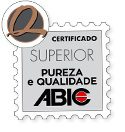 CERTIFICADO
SUPERIOR
PUREZA
e QUALIDADE
ABIC